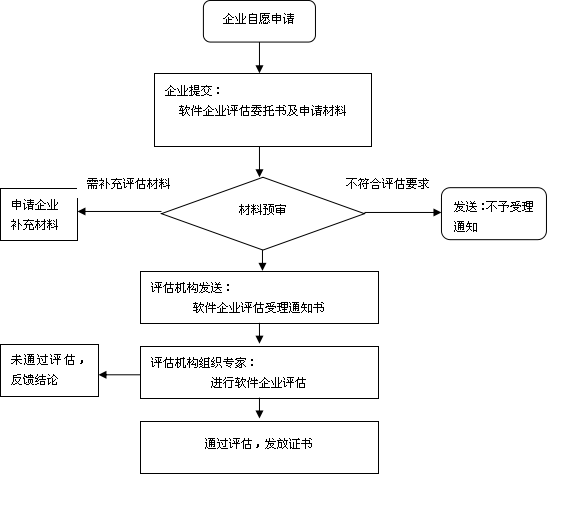 企业自愿申请
企业提交：
软件企业评估委托书及申请材料
需补充评估材料
不符合评估要求
申请企业
补充材料
材料预审
发送：不予受理
通知
评估机构发送：
软件企业评估受理通知书
未通过评估，
反馈结论
评估机构组织专家：
进行软件企业评估
通过评估，发放证书